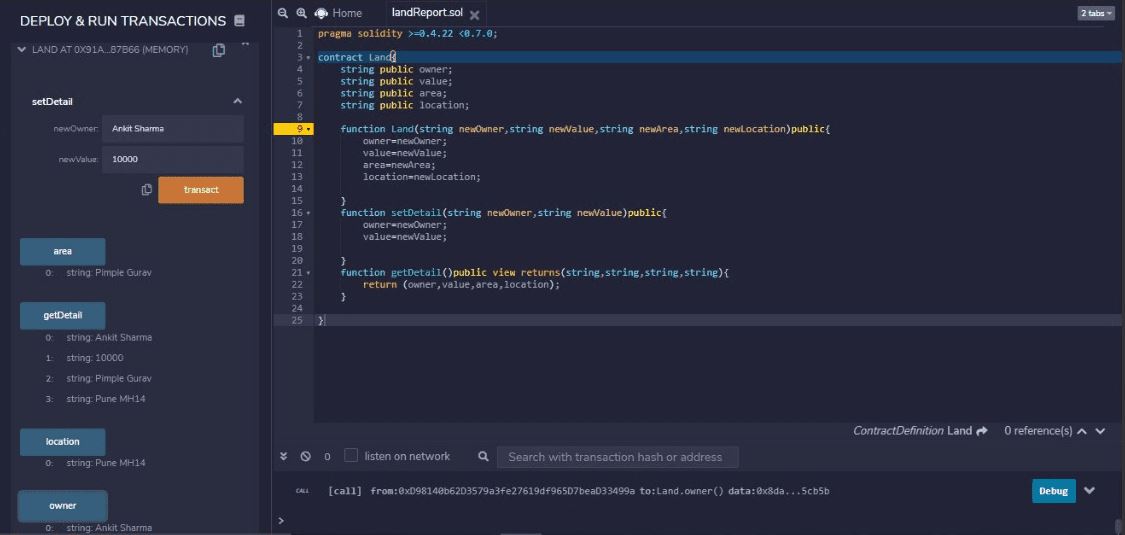 DEPLOY & RUN TRANSACTIONS
LAND AT 0X91A...87B66 (MEMORY)
setDetail
newOwner: Ankit Sharma
newValue: 10000
transact
area
0: string: Pimple Gurav
getDetail
0: string: Ankit Sharma
1: string: 10000
2: string: Pimple Gurav
3: string: Pune MH14
location
0: string: Pune MH14
owner
0: string: Ankit Sharma
Home
landReport.sol
2 tabs
1 pragma solidity >=0.4.22 <0.7.0;
2
3 contract Land{
4 string public owner;
5 string public value;
6 string public area;
7 string public location;
8
9 function Land(string newOwner,string newValue,string newArea,string newLocation)public{
10 owner=newOwner;
11 value=newValue;
12 area=newArea;
13 location=newLocation;
14
15 }
16 function setDetail(string newOwner,string newValue)public{
17 owner=newOwner;
18 value=newValue;
19
20 }
21 function getDetail()public view returns(string,string,string,string){
22 return (owner,value,area,location);
23 }
24
25 }
ContractDefinition Land 0 reference(s)
0 listen on network Search with transaction hash or address
CALL [call] from:0xD98140b62D3579a3fe27619df965D7beaD33499a to:Land.owner() data:0x8da...5cb5b
Debug
>